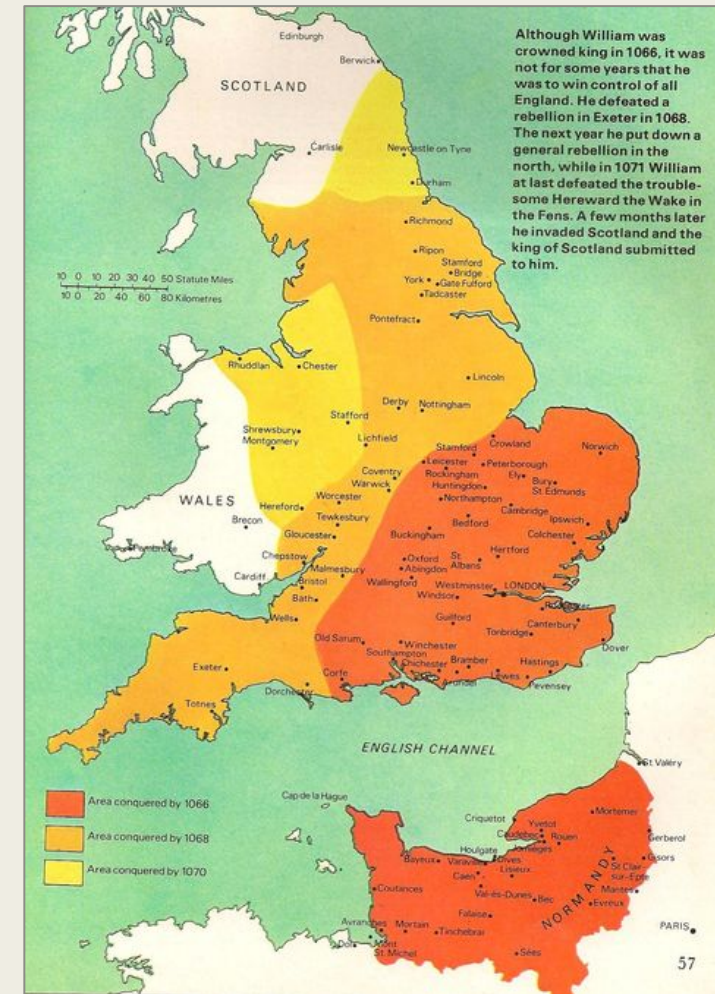 Although William was
crowned king in 1066, it was
not for some years that he
was to win control of all
England. He defeated a
rebellion in Exeter in 1068.
The next year he put down a
general rebellion in the
north, while in 1071 William
at last defeated the trouble-
some Hereward the Wake in
the Fens. A few months later
he invaded Scotland and the
king of Scotland submitted
to him.
Edinburgh
Berwick
SCOTLAND
Carlisle
Newcastle on Tyne
Durham
Richmond
Ripon
Stamford
Bridge
York
Gate Fulford
Tadcaster
10 0 10 20 30 40 50 Statute Miles
10 0 20 40 60 80 Kilometres
Pontefract
Rhuddlan
Chester
Lincoln
Derby
Nottingham
Stafford
Shrewsbury
Montgomery
Lichfield
Stamford
Crowland
Norwich
Leicester
Peterborough
Rockingham
Ely
Bury
St Edmunds
Huntingdon
Coventry
Warwick
Northampton
WALES
Worcester
Hereford
Cambridge
Brecon
Tewkesbury
Bedford
Ipswich
Gloucester
Buckingham
Colchester
Pembroke
Chepstow
Oxford
St
Albans
Hertford
Malmesbury
Abingdon
Cardiff
Bristol
Wallingford
Westminster
LONDON
Bath
Windsor
Wells
Guilford
Canterbury
Tonbridge
Old Sarum
Winchester
Dover
Southampton
Chichester
Bramber
Hastings
Exeter
Corfe
Arundel
Lewes
Pevensey
Dorchester
Totnes
ENGLISH CHANNEL
St Valéry
Area conquered by 1066
Area conquered by 1068
Area conquered by 1070
Cap de la Hague
Criquetot
Yvetot
Mortemer
Caudebec
Rouen
Jumièges
Gerberol
Houlgate
Bayeux
Varaville
Dives
Lisieux
Gisors
St Clair
sur-Epte
Caen
Mantes
Coutances
Val-ès-Dunes
Bec
Evreux
NORMANDY
Falaise
Avranches
Mortain
Tinchebrai
PARIS
Dol
Mont
St. Michel
Sées
57